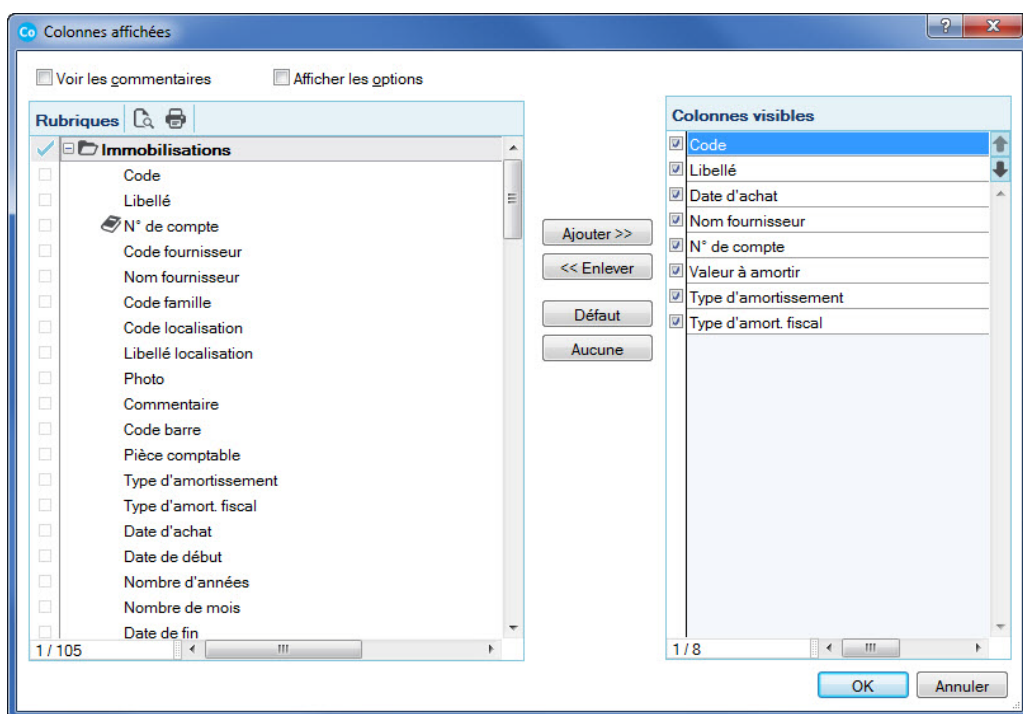 Co Colonnes affichées
? X
Voir les commentaires
Afficher les options
Rubriques
Immobilisations
Code
Libellé
N° de compte
Code fournisseur
Nom fournisseur
Code famille
Code localisation
Libellé localisation
Photo
Commentaire
Code barre
Pièce comptable
Type d'amortissement
Type d'amort. fiscal
Date d'achat
Date de début
Nombre d'années
Nombre de mois
Date de fin
1 / 105
Ajouter >>
<< Enlever
Défaut
Aucune
Colonnes visibles
Code
Libellé
Date d'achat
Nom fournisseur
N° de compte
Valeur à amortir
Type d'amortissement
Type d'amort. fiscal
1 / 8
OK
Annuler